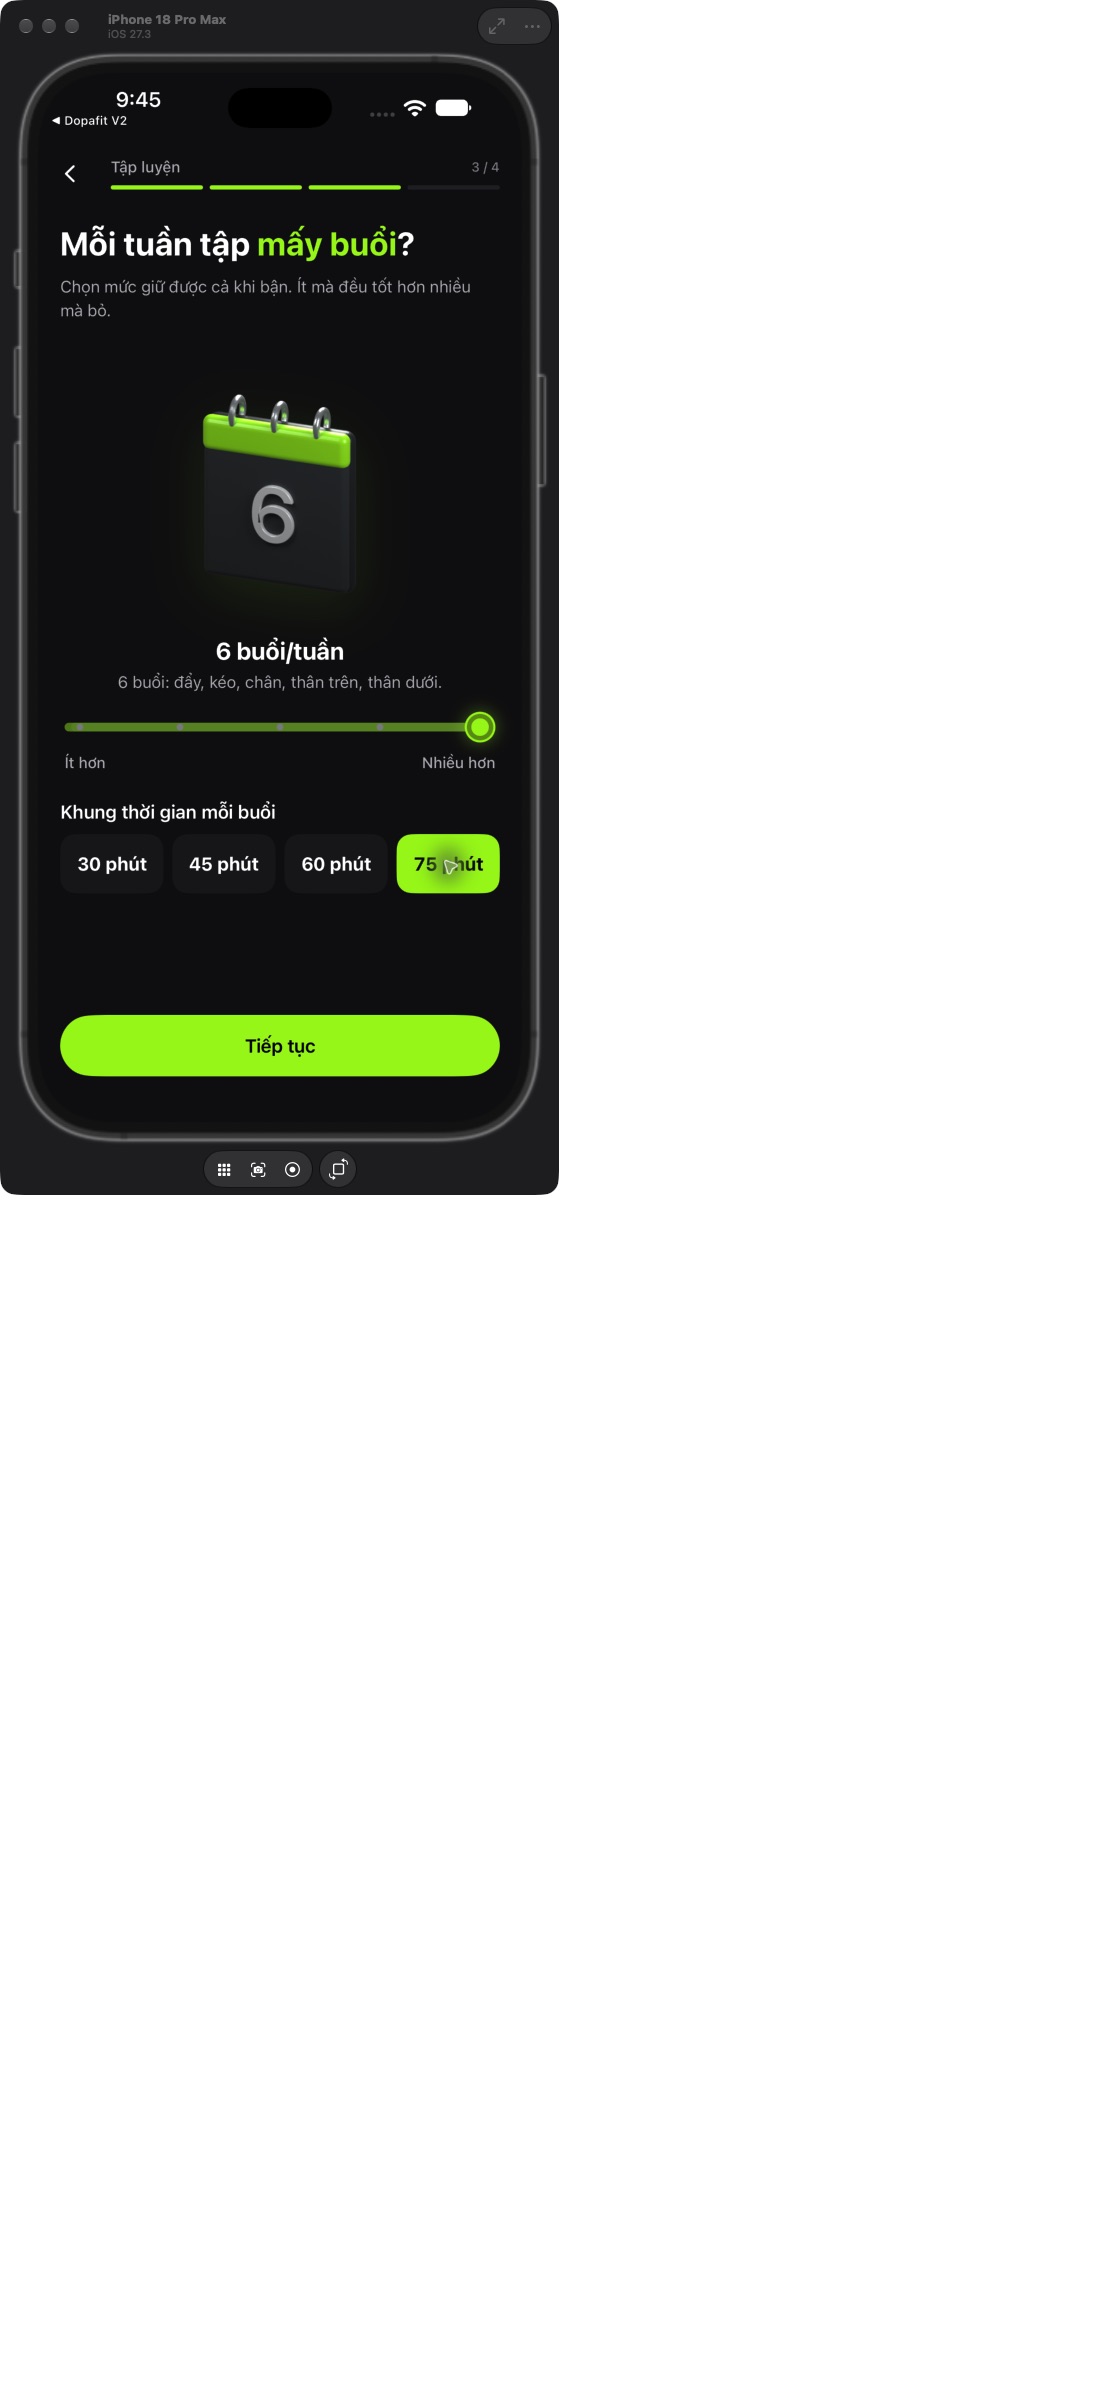 iPhone 18 Pro Max
iOS 27.3
9:45
Dopafit V2
Tập luyện
3 / 4
Mỗi tuần tập mấy buổi?
Chọn mức giữ được cả khi bận. Ít mà đều tốt hơn nhiều
mà bỏ.
6
6 buổi/tuần
6 buổi: đẩy, kéo, chân, thân trên, thân dưới.
Ít hơn
Nhiều hơn
Khung thời gian mỗi buổi
30 phút
45 phút
60 phút
75 phút
Tiếp tục